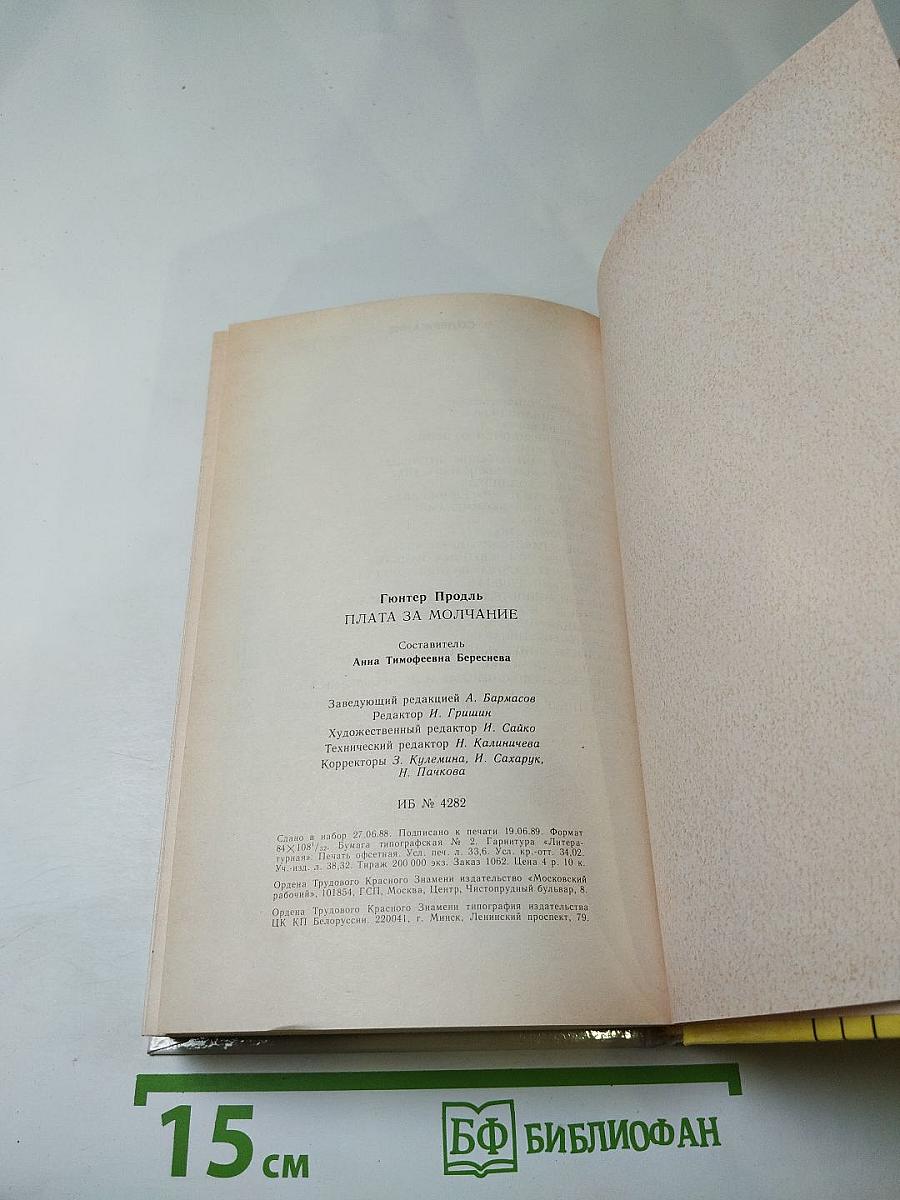 Гюнтер Продль
ПЛАТА ЗА МОЛЧАНИЕ
Составитель
Анна Тимофеевна Береснева
Заведующий редакцией А. Бармасов
Редактор И. Гришин
Художественный редактор И. Сайко
Технический редактор Н. Калиничева
Корректоры З. Кулемина, И. Сахарук,
Н. Пачкова
ИБ № 4282
Сдано в набор 27.06.88. Подписано к печати 19.06.89. Формат
84×108¹/₃₂. Бумага типографская № 2. Гарнитура «Литера-
турная». Печать офсетная. Усл. печ. л. 33,6. Усл. кр.-отт. 34,02.
Уч.-изд. л. 38,32. Тираж 200 000 экз. Заказ 1062. Цена 4 р. 10 к.
Ордена Трудового Красного Знамени издательство «Московский
рабочий», 101854, ГСП, Москва, Центр, Чистопрудный бульвар, 8.
Ордена Трудового Красного Знамени типография издательства
ЦК КП Белоруссии. 220041, г. Минск, Ленинский проспект, 79.
15 см
БФ БИБЛИОФАН